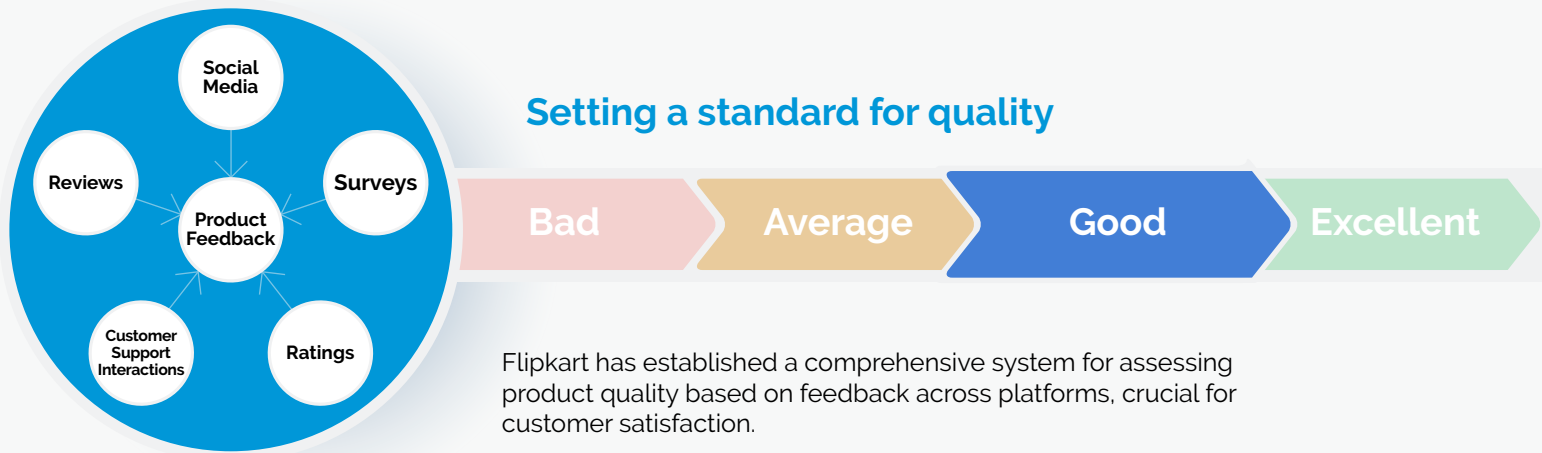 Social
Media
Reviews
Surveys
Product
Feedback
Customer
Support
Interactions
Ratings
Setting a standard for quality
Bad
Average
Good
Excellent
Flipkart has established a comprehensive system for assessing
product quality based on feedback across platforms, crucial for
customer satisfaction.